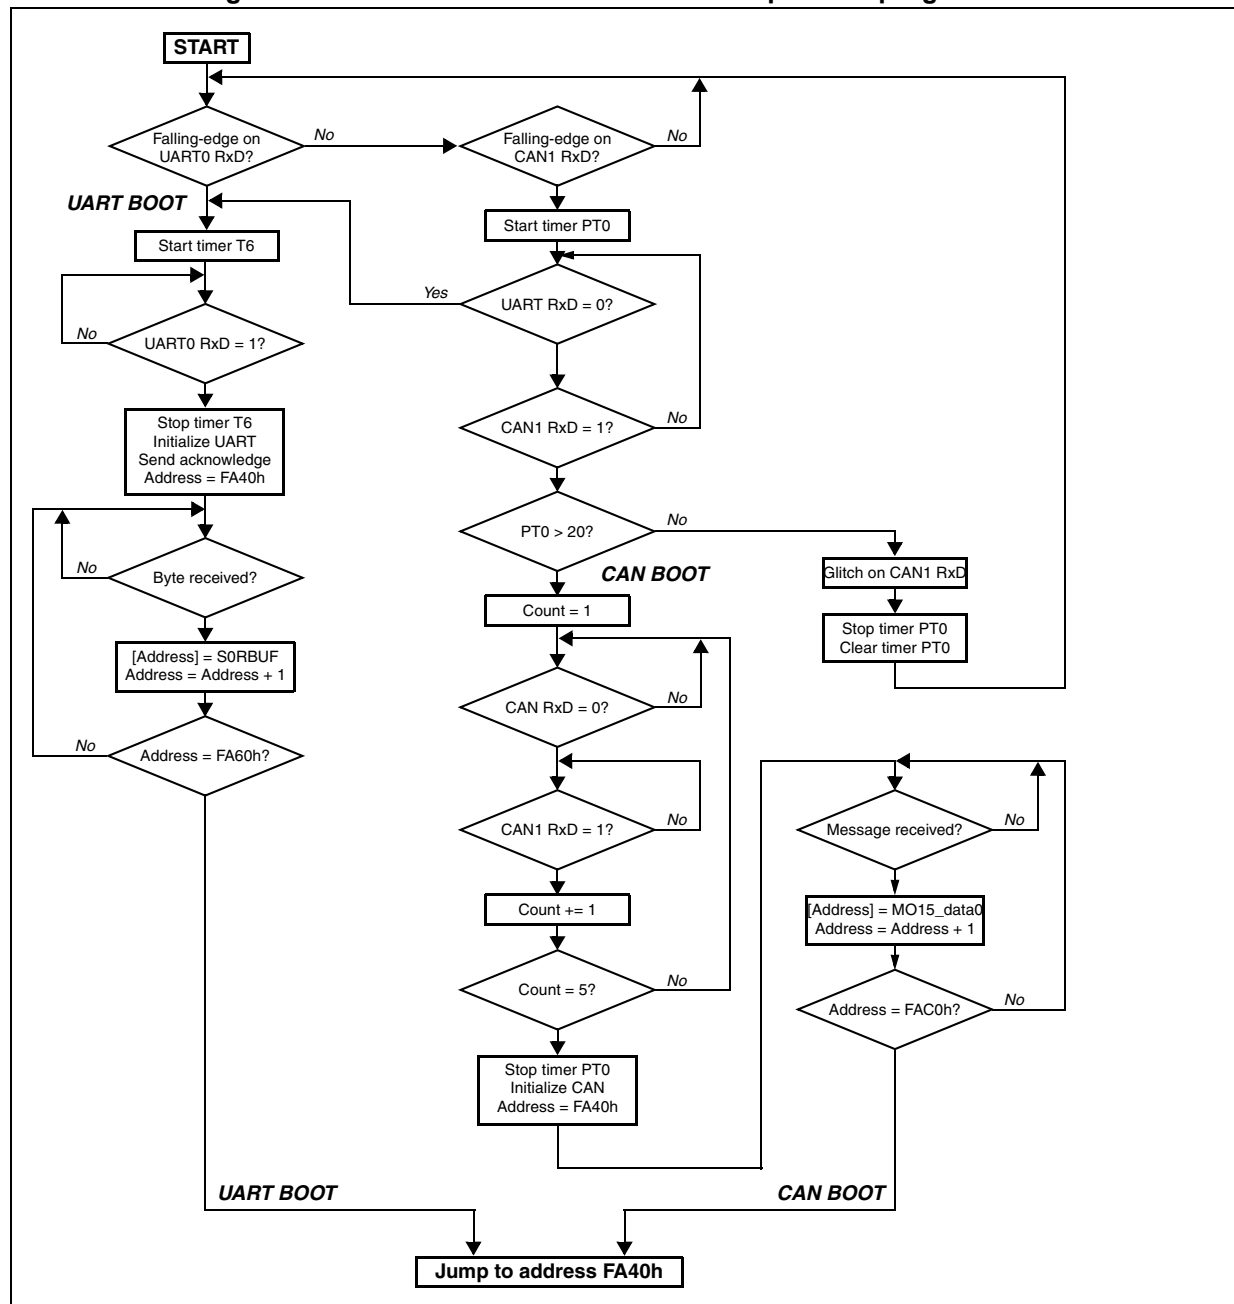 START
Falling-edge on
UART0 RxD?
No
Falling-edge on
CAN1 RxD?
No
UART BOOT
Start timer PT0
Start timer T6
Yes
UART RxD = 0?
No
UART0 RxD = 1?
Stop timer T6
Initialize UART
Send acknowledge
Address = FA40h
CAN1 RxD = 1?
No
PT0 > 20?
No
No
Byte received?
CAN BOOT
Glitch on CAN1 RxD
Count = 1
Stop timer PT0
Clear timer PT0
[Address] = S0RBUF
Address = Address + 1
CAN RxD = 0?
No
No
Address = FA60h?
CAN1 RxD = 1?
No
Message received?
No
Count += 1
[Address] = MO15_data0
Address = Address + 1
Count = 5?
No
Address = FAC0h?
No
Stop timer PT0
Initialize CAN
Address = FA40h
UART BOOT
CAN BOOT
Jump to address FA40h